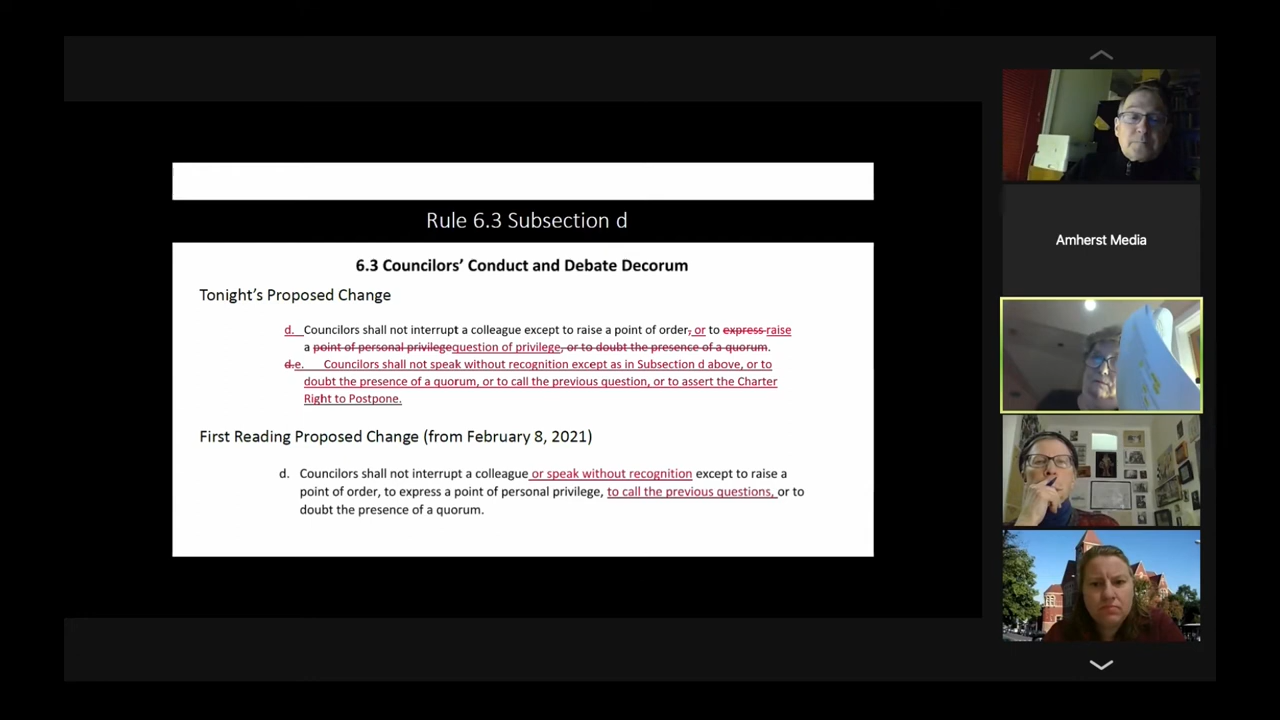 Rule 6.3 Subsection d
6.3 Councilors' Conduct and Debate Decorum
Tonight's Proposed Change
d. Councilors shall not interrupt a colleague except to raise a point of order, or to express raise
a point of personal privilegequestion of privilege, or to doubt the presence of a quorum.
d.e. Councilors shall not speak without recognition except as in Subsection d above, or to
doubt the presence of a quorum, or to call the previous question, or to assert the Charter
Right to Postpone.
First Reading Proposed Change (from February 8, 2021)
d. Councilors shall not interrupt a colleague or speak without recognition except to raise a
point of order, to express a point of personal privilege, to call the previous questions, or to
doubt the presence of a quorum.
Amherst Media